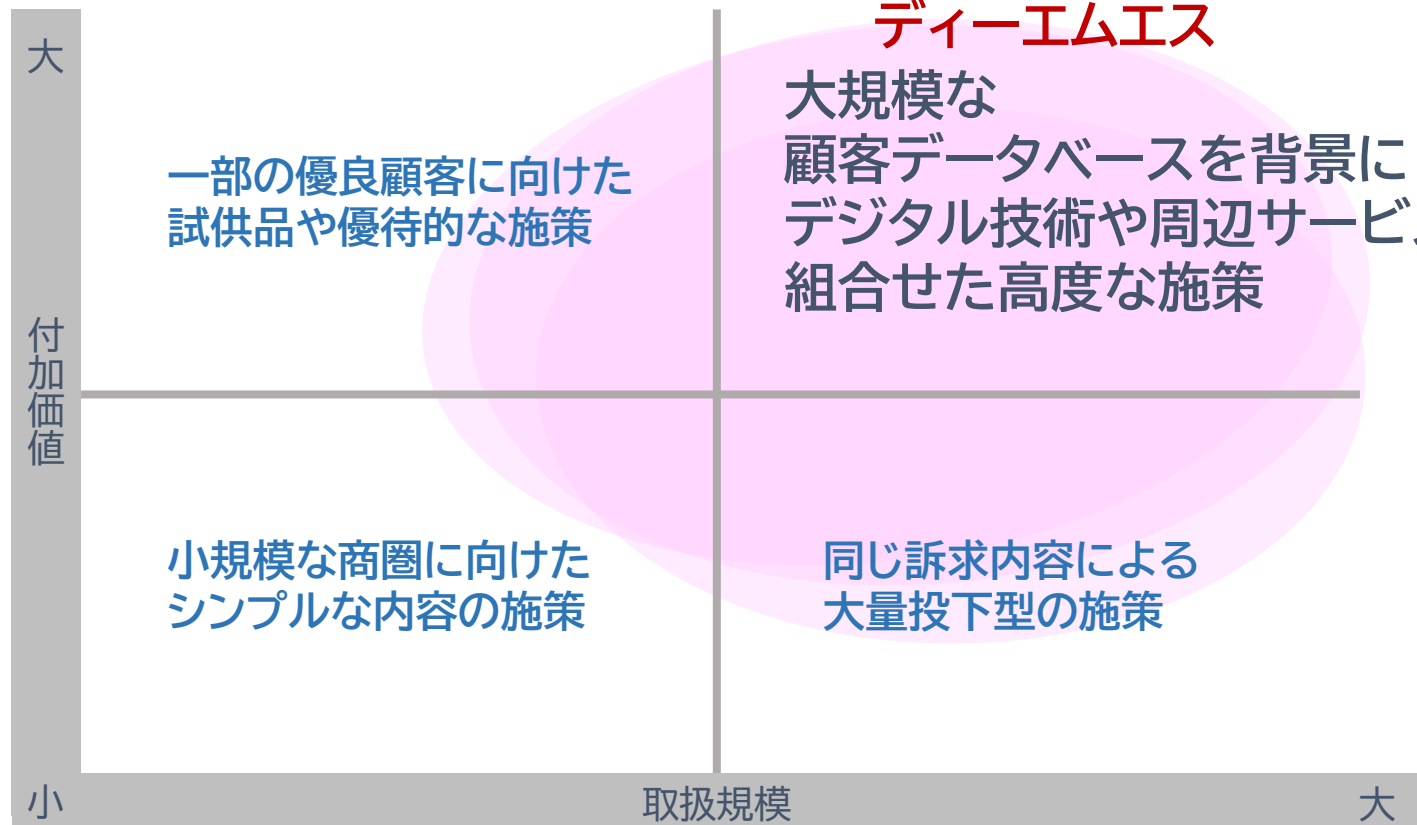 ディーエムエス
大
大規模な
顧客データベースを背景に
デジタル技術や周辺サービ
組合せた高度な施策
一部の優良顧客に向けた
試供品や優待的な施策
付加価値
小規模な商圏に向けた
シンプルな内容の施策
同じ訴求内容による
大量投下型の施策
小
取扱規模
大